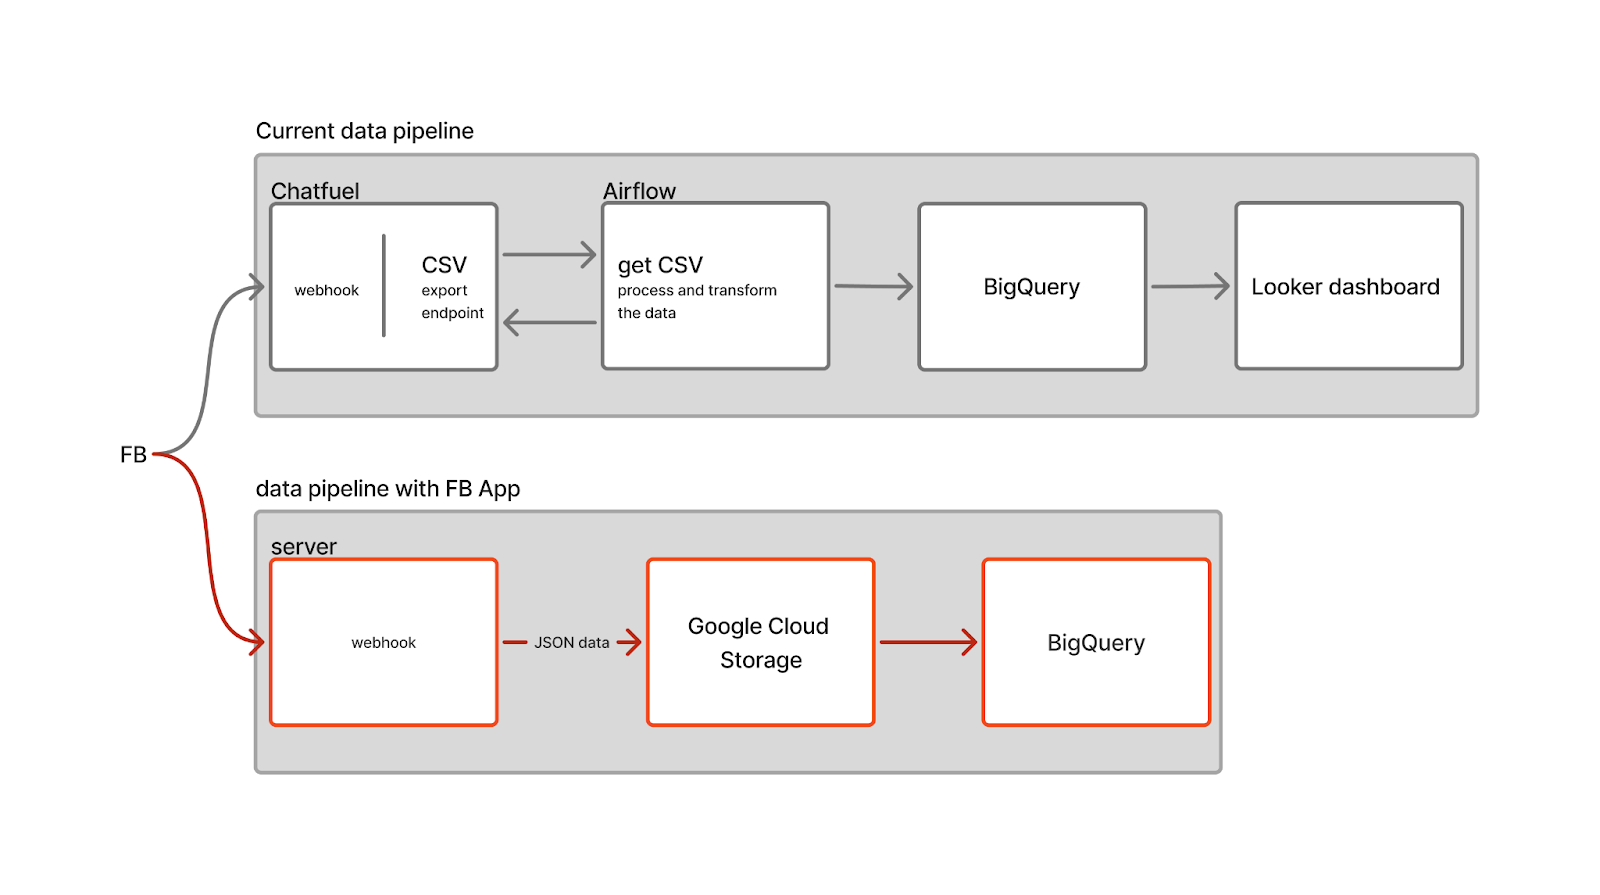 Current data pipeline
Chatfuel
webhook
CSV
export
endpoint
Airflow
get CSV
process and transform
the data
BigQuery
Looker dashboard
FB
data pipeline with FB App
server
webhook
JSON data
Google Cloud
Storage
BigQuery